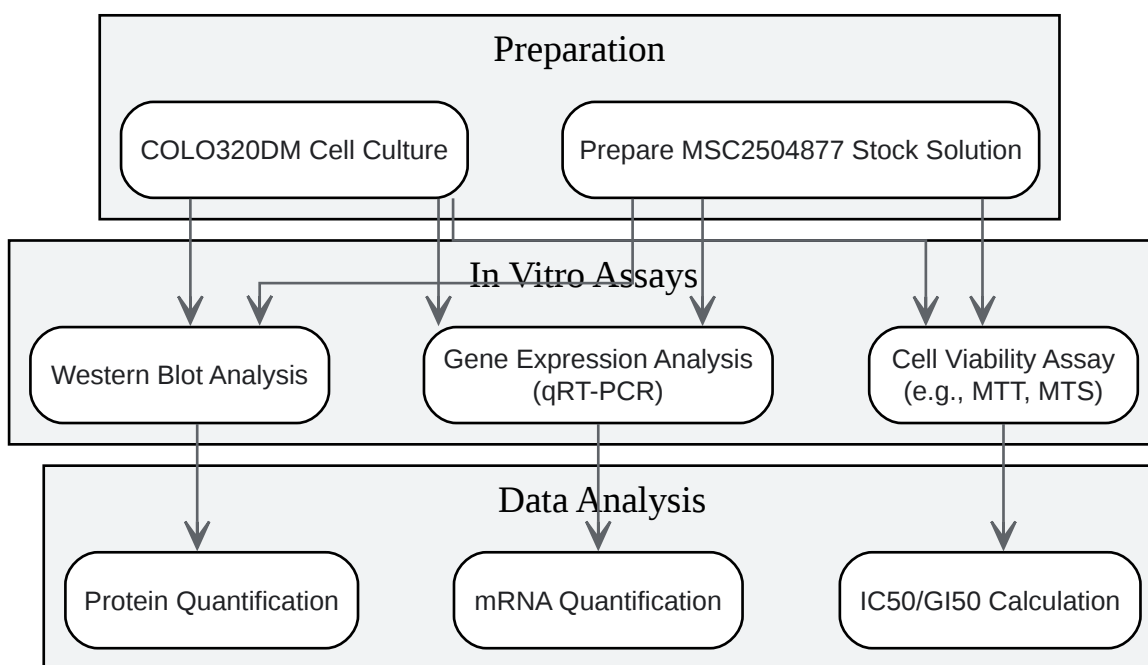 Preparation
COLO320DM Cell Culture
Prepare MSC2504877 Stock Solution
In Vitro Assays
Western Blot Analysis
Gene Expression Analysis
(qRT-PCR)
Cell Viability Assay
(e.g., MTT, MTS)
Data Analysis
Protein Quantification
mRNA Quantification
IC50/GI50 Calculation